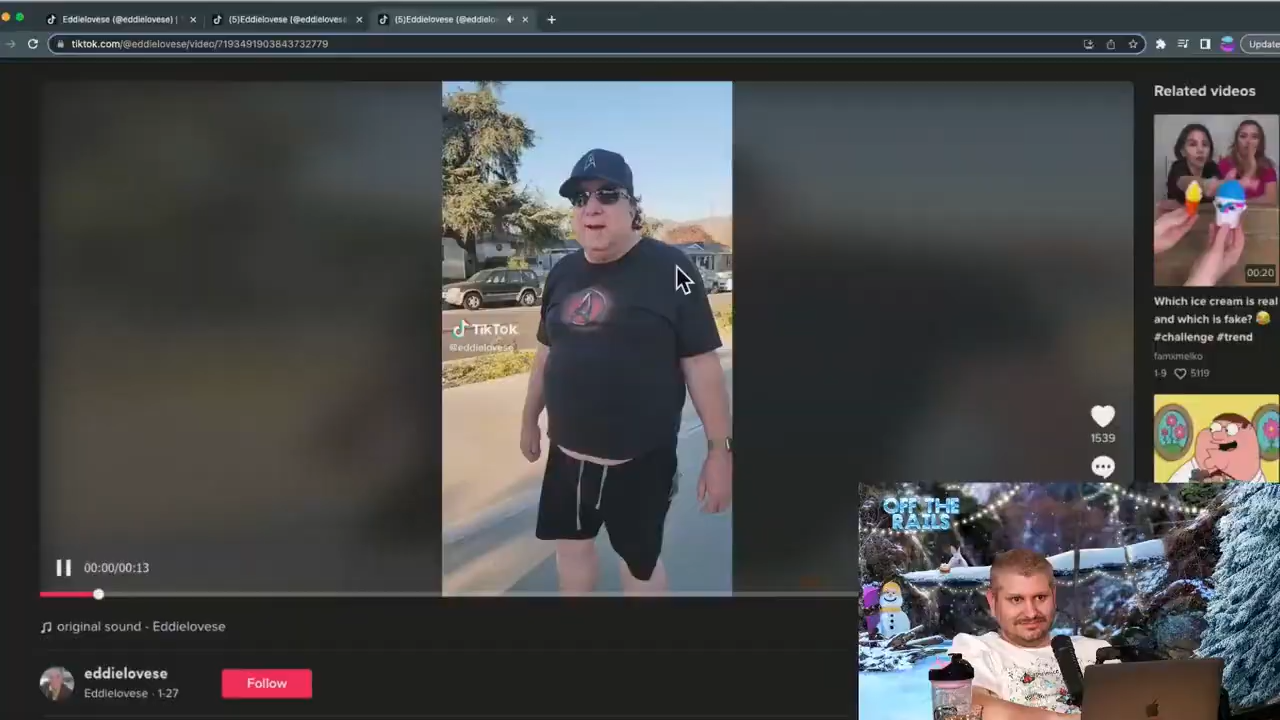 Eddielovese (@eddielovese) |
(5)Eddielovese (@eddielovese
(5)Eddielovese (@eddielo
tiktok.com/@eddielovese/video/7193491903843732779
Update
Related videos
TikTok
@eddielovese
00:20
Which ice cream is real
and which is fake? 😂
#challenge #trend
famxmelko
1-9 5119
1539
00:00/00:13
original sound - Eddielovese
eddielovese
Eddielovese · 1-27
Follow
OFF THE
RAILS